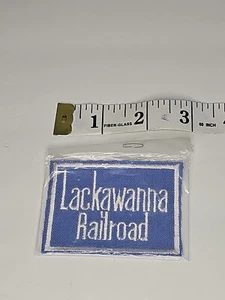 1 2 3
FIBER-GLASS 60 INCH
Lackawanna
Railroad